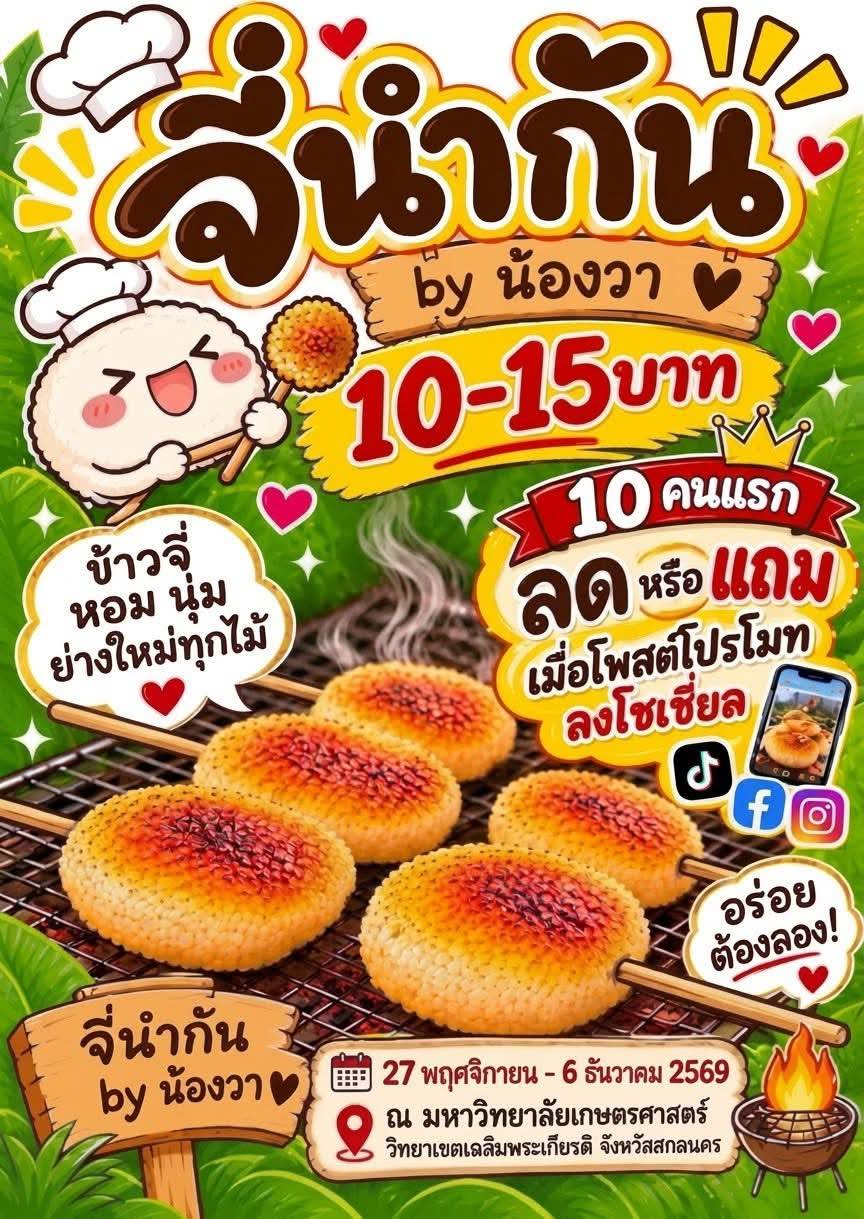 จี่นำกัน
by น้องวา
10-15บาท
10 คนแรก
ลด หรือ แถม
เมื่อโพสต์โปรโมท
ลงโซเชี่ยล
ข้าวจี่
หอม นุ่ม
ย่างใหม่ทุกไม้
อร่อย
ต้องลอง!
จี่นำกัน
by น้องวา
27 พฤศจิกายน - 6 ธันวาคม 2569
ณ มหาวิทยาลัยเกษตรศาสตร์
วิทยาเขตเฉลิมพระเกียรติ จังหวัดสกลนคร